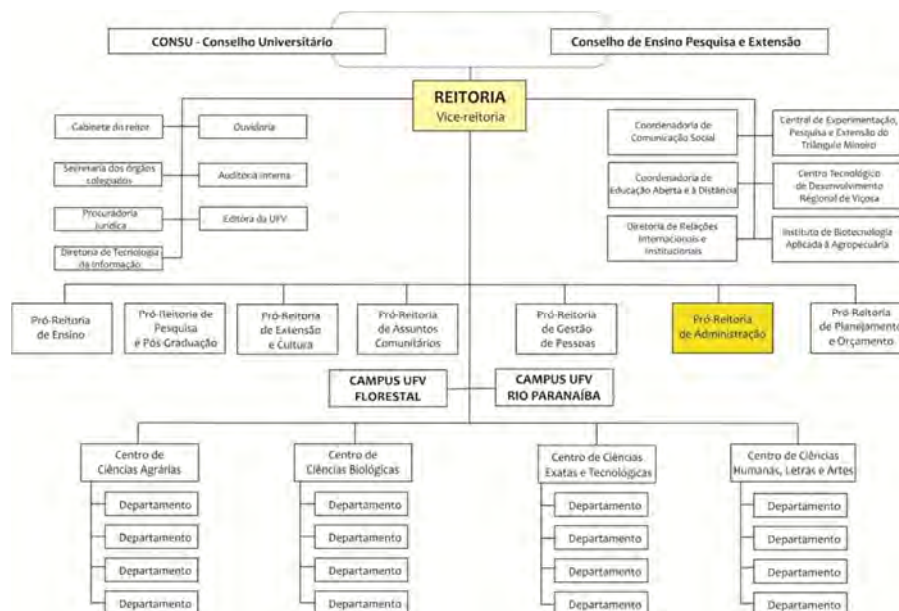 CONSU - Conselho Universitário
Conselho de Ensino Pesquisa e Extensão
REITORIA
Vice-reitoria
Gabinete do reitor
Ouvidoria
Secretaria dos órgãos
colegiados
Auditoria interna
Procuradoria
Jurídica
Editora da UFV
Diretoria de Tecnologia
da Informação
Coordenadoria de
Comunicação Social
Central de Experimentação,
Pesquisa e Extensão do
Triângulo Mineiro
Coordenadoria de
Educação Aberta e à Distância
Centro Tecnológico
de Desenvolvimento
Régional de Viçosa
Diretoria de Relações
Internacionais e
Institucionais
Instituto de Biotecnologia
Aplicada à Agropecuária
Pró-Reitoria
de Ensino
Pró-Reitoria de
Pesquisa
e Pós Graduação
Pró-Reitoria
de Extensão
e Cultura
Pró-Reitoria
de Assuntos
Comunitários
Pró-Reitoria
de Gestão
de Pessoas
Pró-Reitoria
de Administração
Pró-Reitoria
de Planejamento
e Orçamento
CAMPUS UFV
FLORESTAL
CAMPUS UFV
RIO PARANAÍBA
Centro de
Ciências Agrárias
Departamento
Departamento
Departamento
Departamento
Centro de
Ciências Biológicas
Departamento
Departamento
Departamento
Departamento
Centro de Ciências
Exatas e Tecnológicas
Departamento
Departamento
Departamento
Departamento
Centro de Ciências
Humanas, Letras e Artes
Departamento
Departamento
Departamento
Departamento